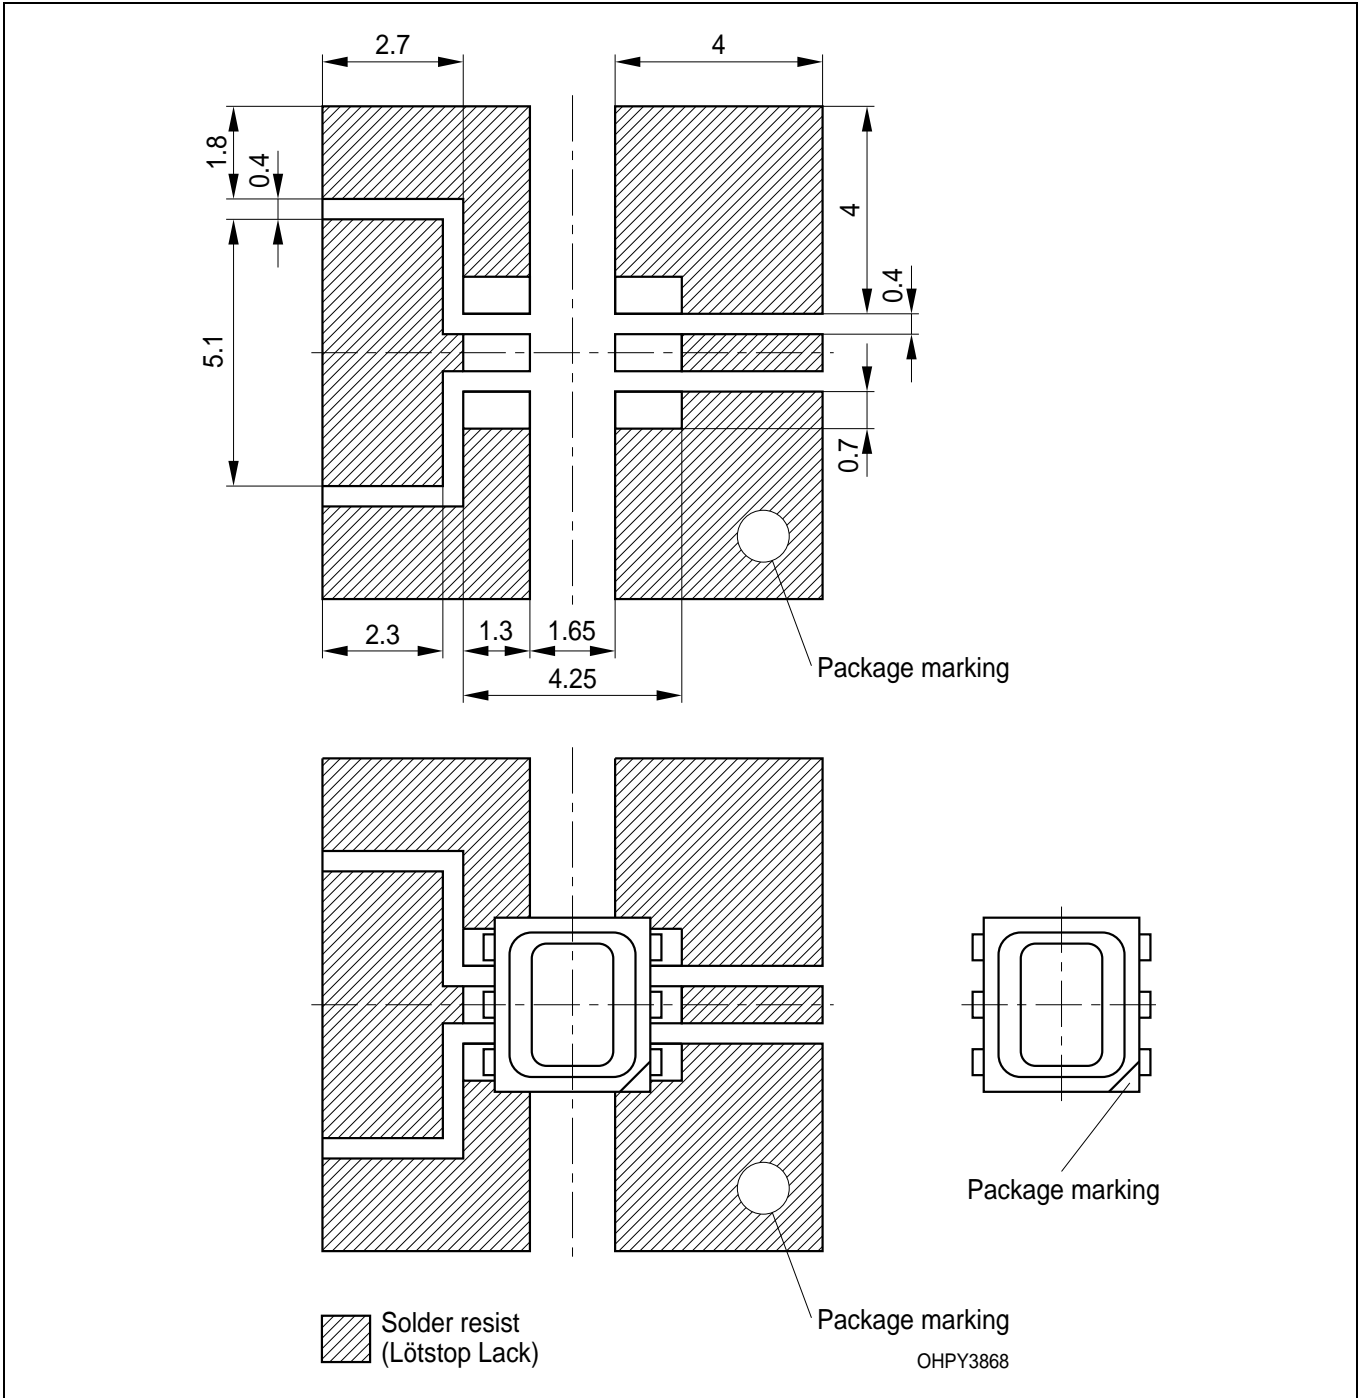 2.7
4
1.8
0.4
4
0.4
5.1
0.7
2.3
1.3
1.65
4.25
Package marking
Package marking
Package marking
Solder resist
(Lötstop Lack)
OHPY3868